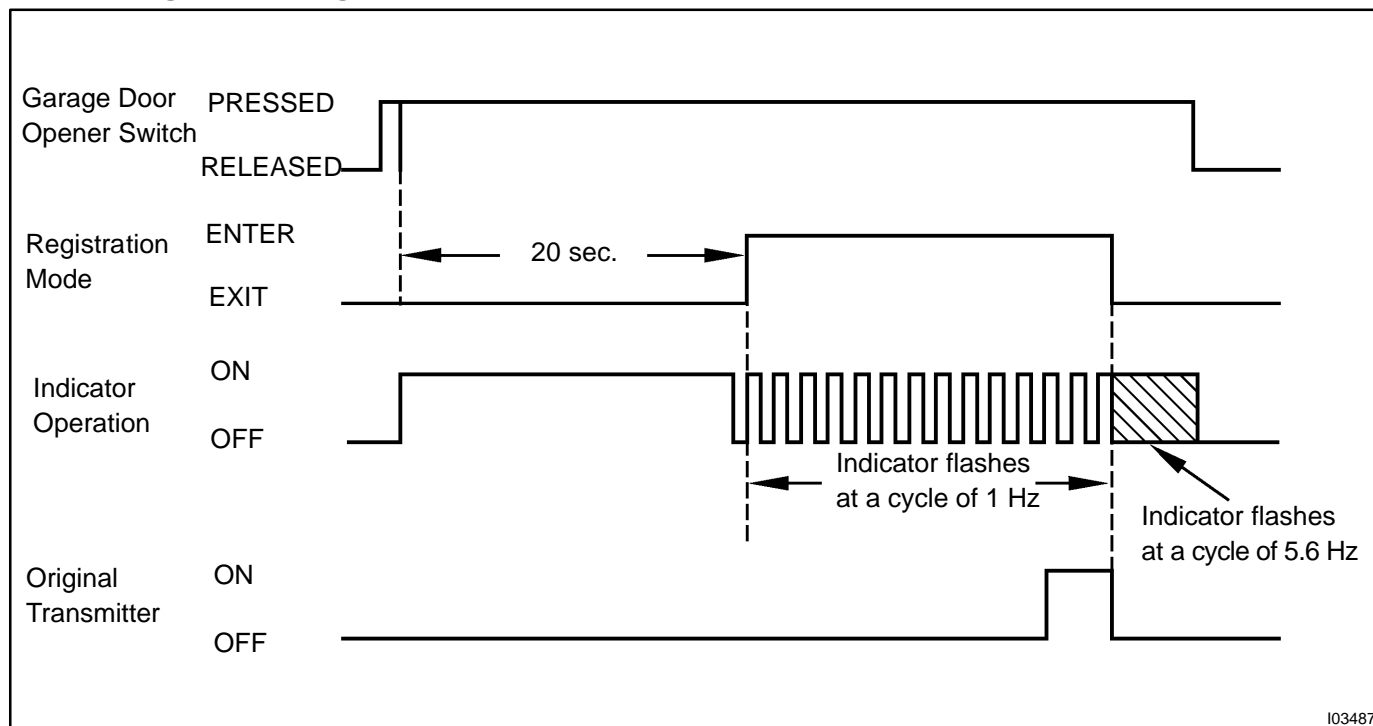 Garage Door
Opener Switch
PRESSED
RELEASED
Registration
Mode
ENTER
EXIT
20 sec.
Indicator
Operation
ON
OFF
Indicator flashes
at a cycle of 1 Hz
Indicator flashes
at a cycle of 5.6 Hz
Original
Transmitter
ON
OFF
I03487